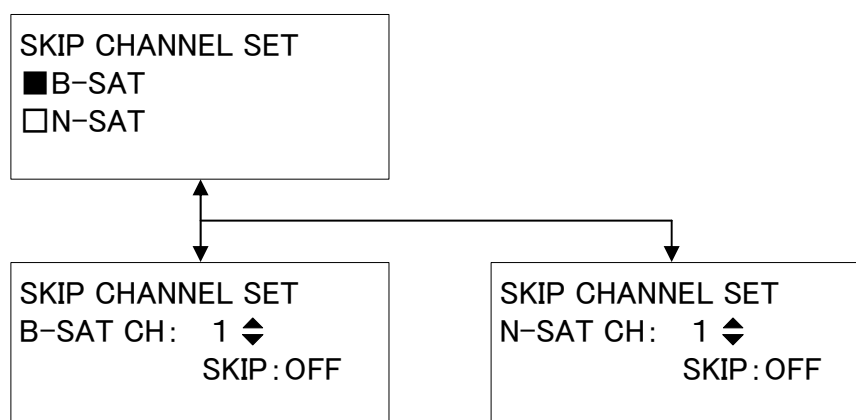 SKIP CHANNEL SET
■B-SAT
□N-SAT
SKIP CHANNEL SET
B-SAT CH: 1
SKIP:OFF
SKIP CHANNEL SET
N-SAT CH: 1
SKIP:OFF